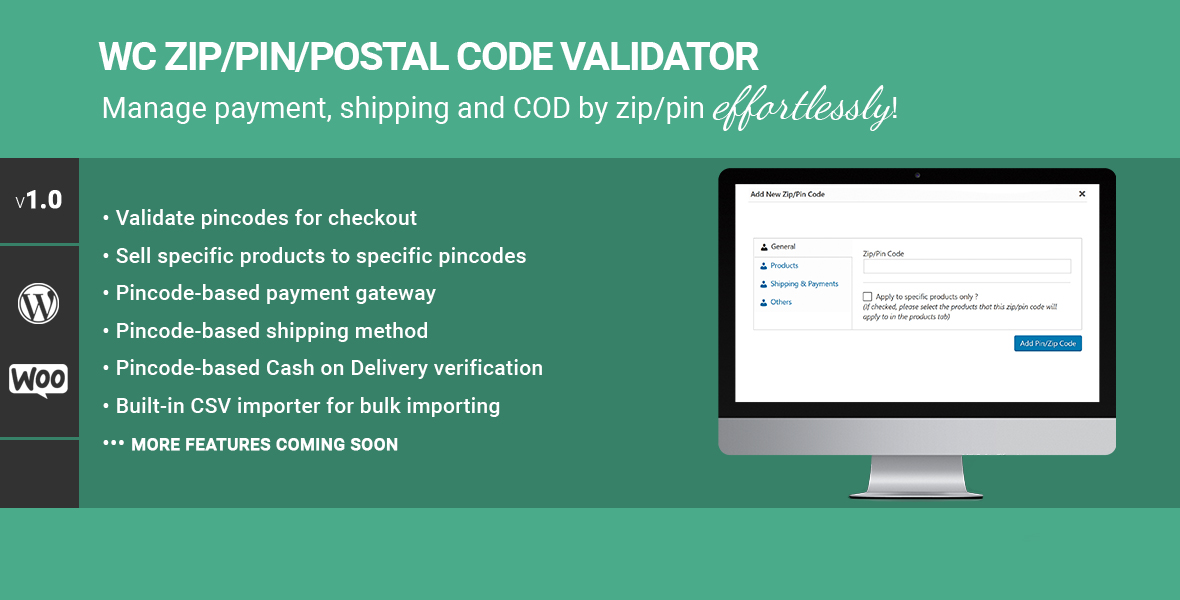 WC ZIP/PIN/POSTAL CODE VALIDATOR
Manage payment, shipping and COD by zip/pin effortlessly!
v1.0
W
WOO
• Validate pincodes for checkout
• Sell specific products to specific pincodes
• Pincode-based payment gateway
• Pincode-based shipping method
• Pincode-based Cash on Delivery verification
• Built-in CSV importer for bulk importing
••• MORE FEATURES COMING SOON
Add New Zip/Pin Code
General
Products
Shipping & Payments
Others
Zip/Pin Code
Apply to specific products only ?
(if checked, please select the products that this zip/pin code will
apply to in the products tab)
Add Pin/Zip Code